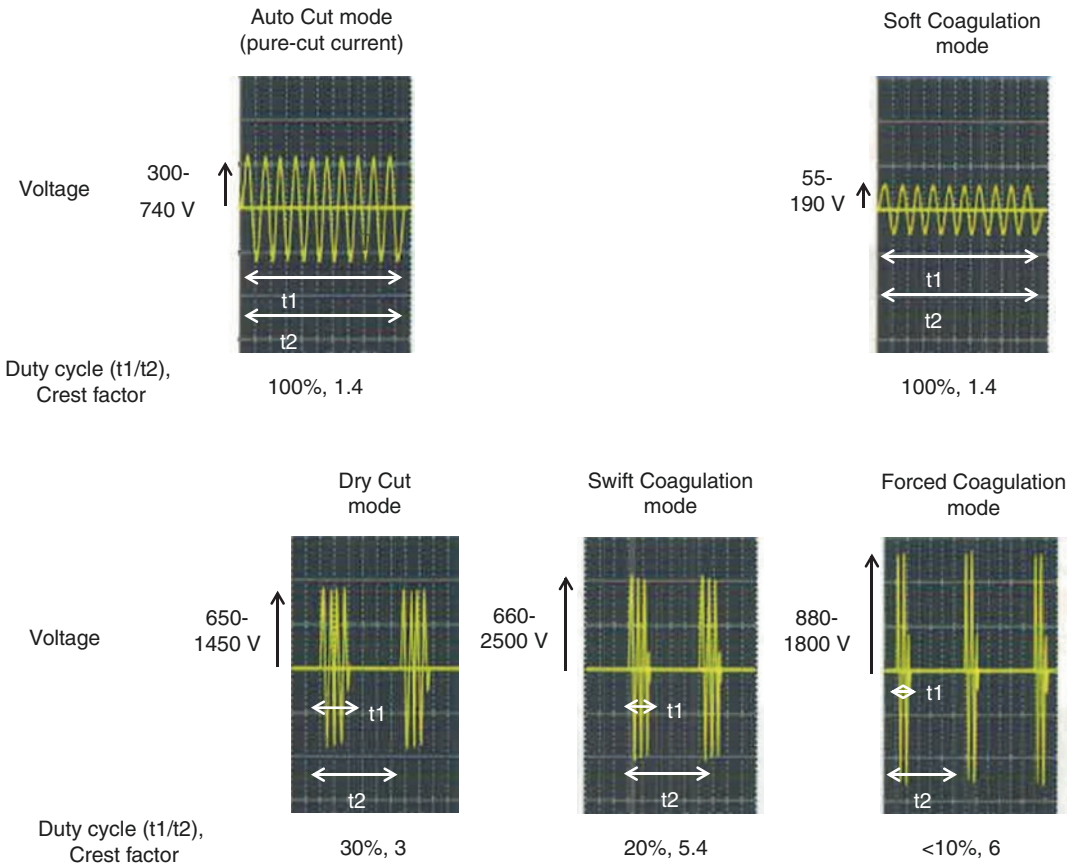 Auto Cut mode
(pure-cut current)
Soft Coagulation
mode
Voltage
300-
740 V
55-
190 V
t1
t2
t1
t2
Duty cycle (t1/t2),
Crest factor
100%, 1.4
100%, 1.4
Dry Cut
mode
Swift Coagulation
mode
Forced Coagulation
mode
Voltage
650-
1450 V
660-
2500 V
880-
1800 V
t1
t2
t1
t2
t1
t2
Duty cycle (t1/t2),
Crest factor
30%, 3
20%, 5.4
<10%, 6